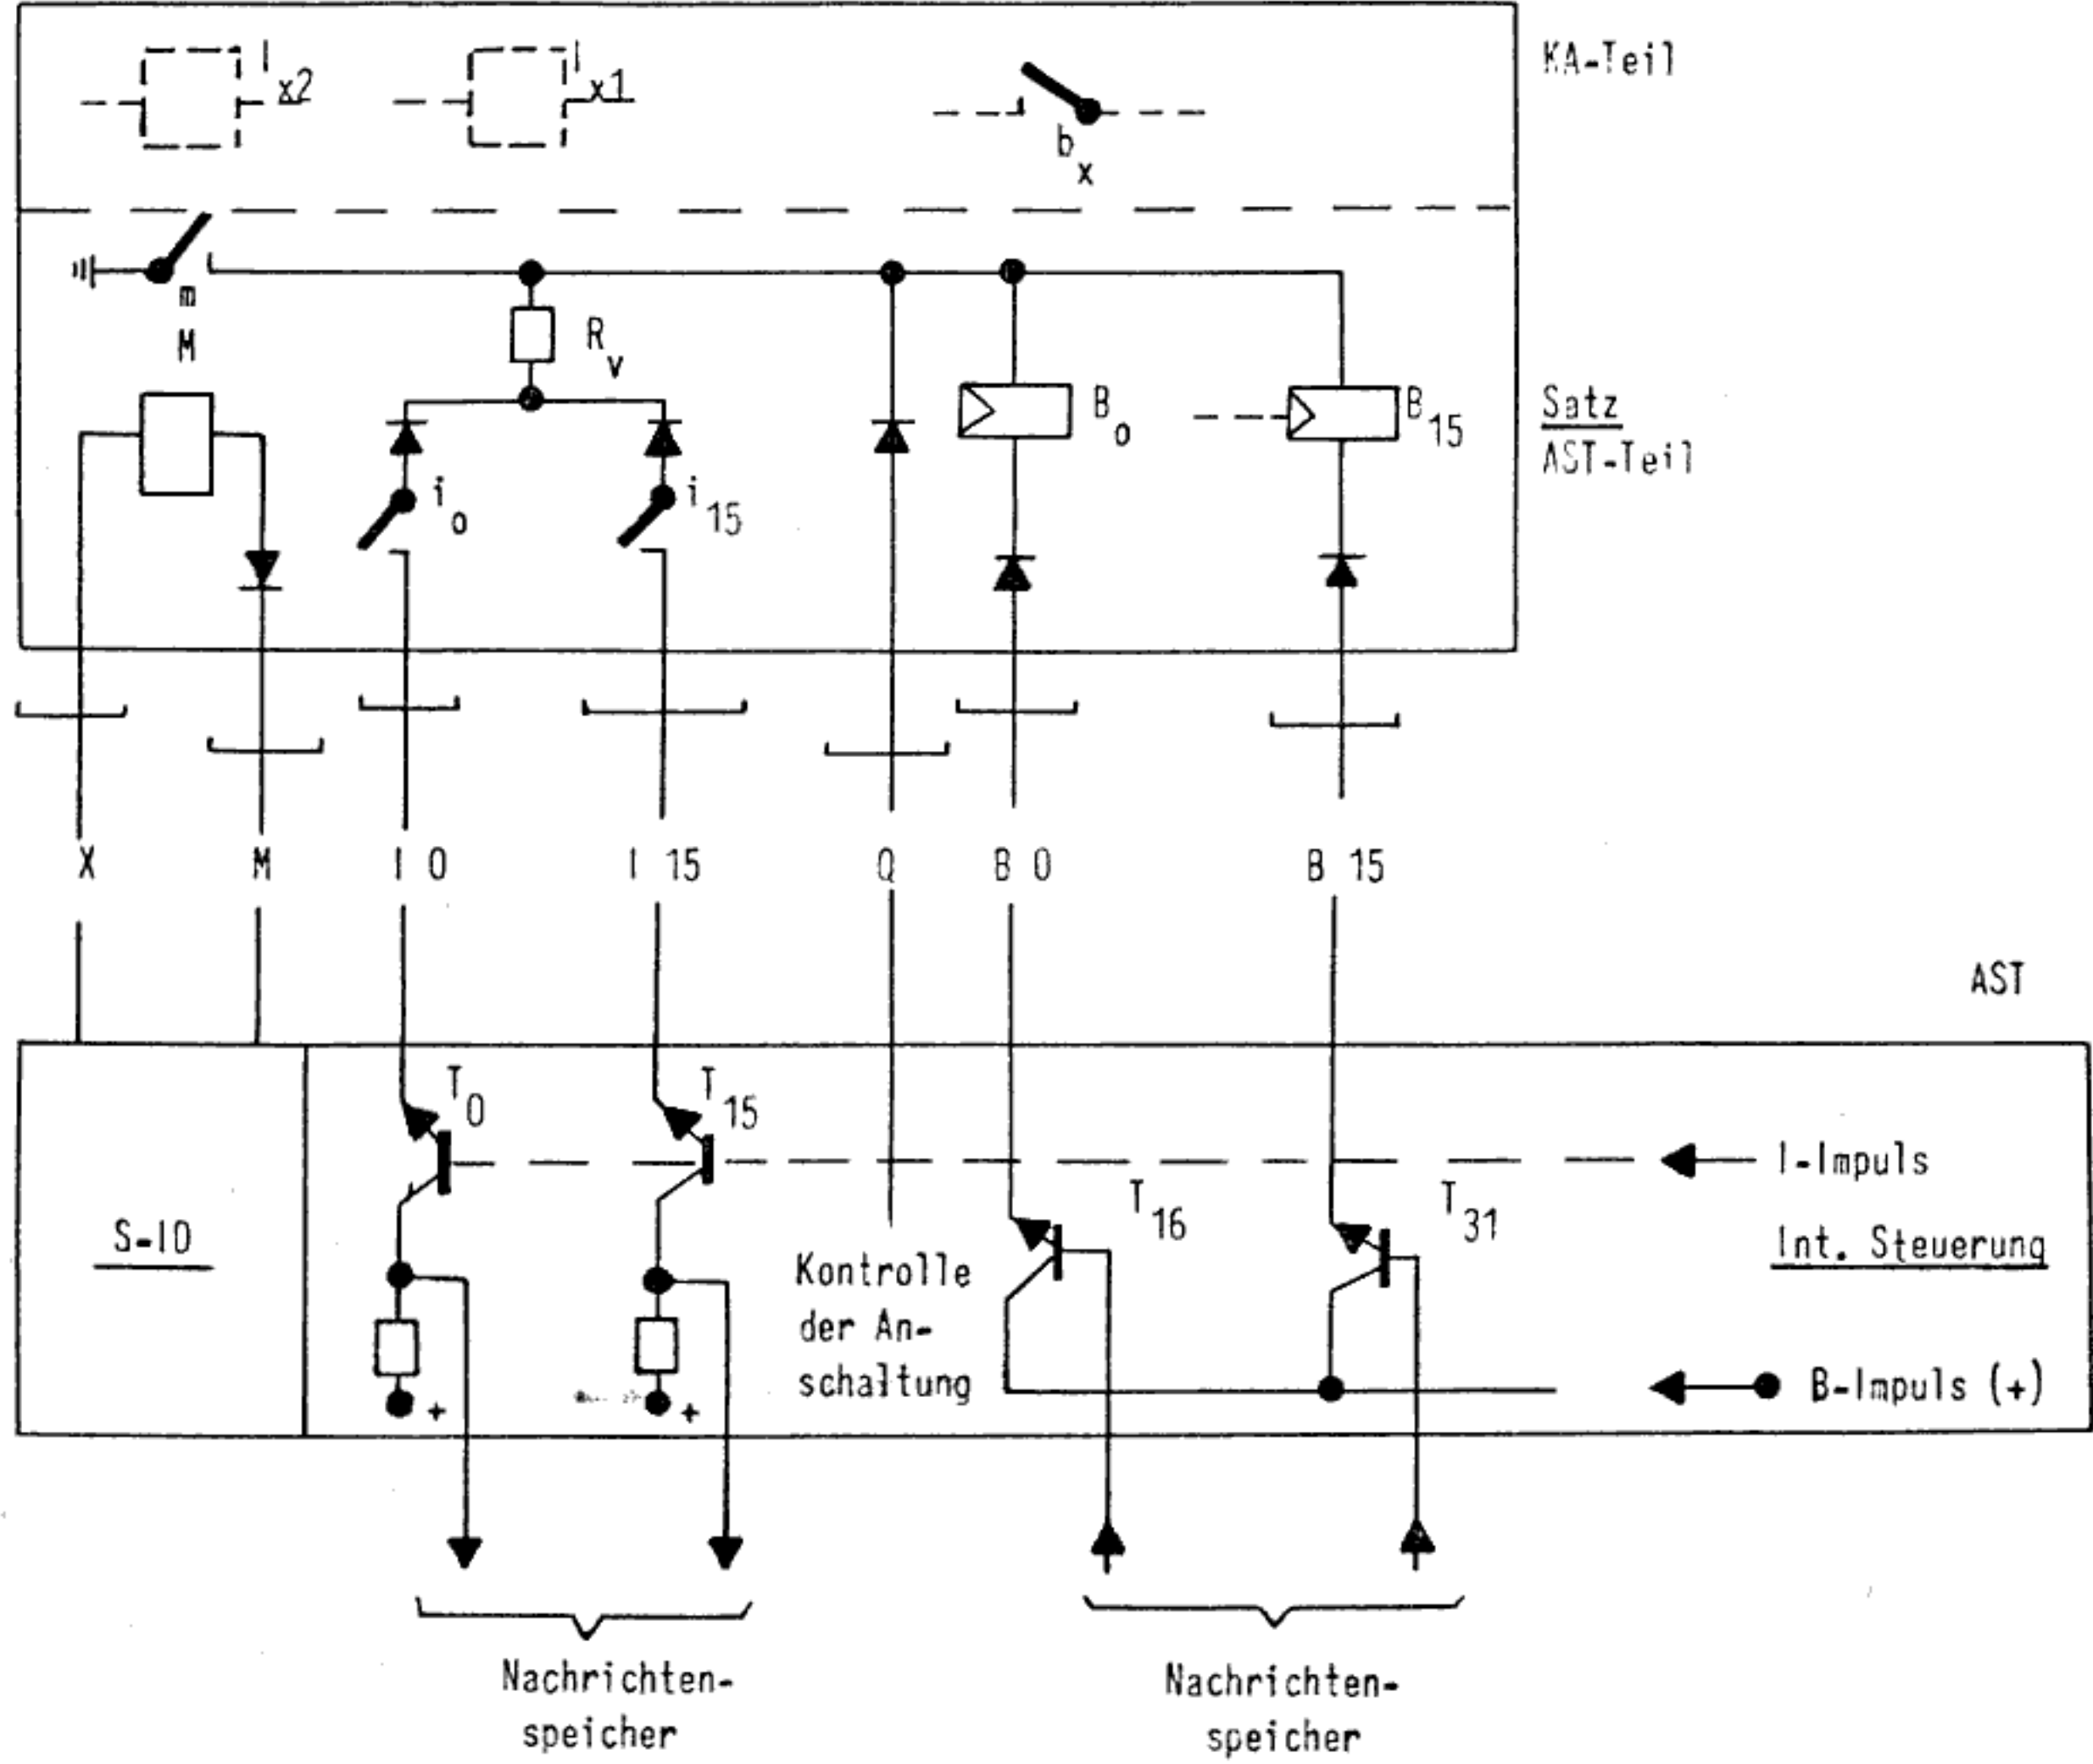 KA-Teil
I x2
I x1
b x
m
M
R v
B o
B 15
Satz
AST-Teil
i o
i 15
X M I 0 I 15 Q B 0 B 15
AST
T 0
T 15
I-Impuls
T 16
T 31
S-ID
Int. Steuerung
Kontrolle
der An-
schaltung
B-Impuls (+)
+ +
Nachrichten-
speicher
Nachrichten-
speicher